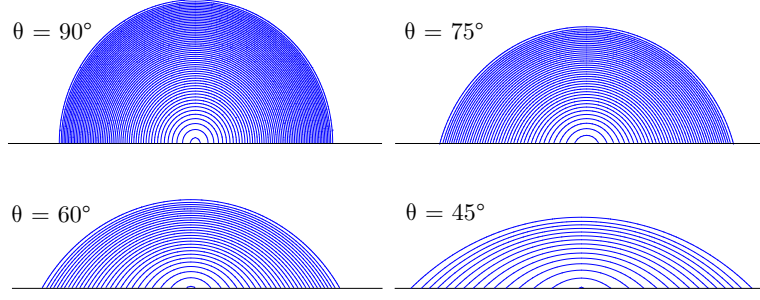 θ = 90°
θ = 75°
θ = 60°
θ = 45°